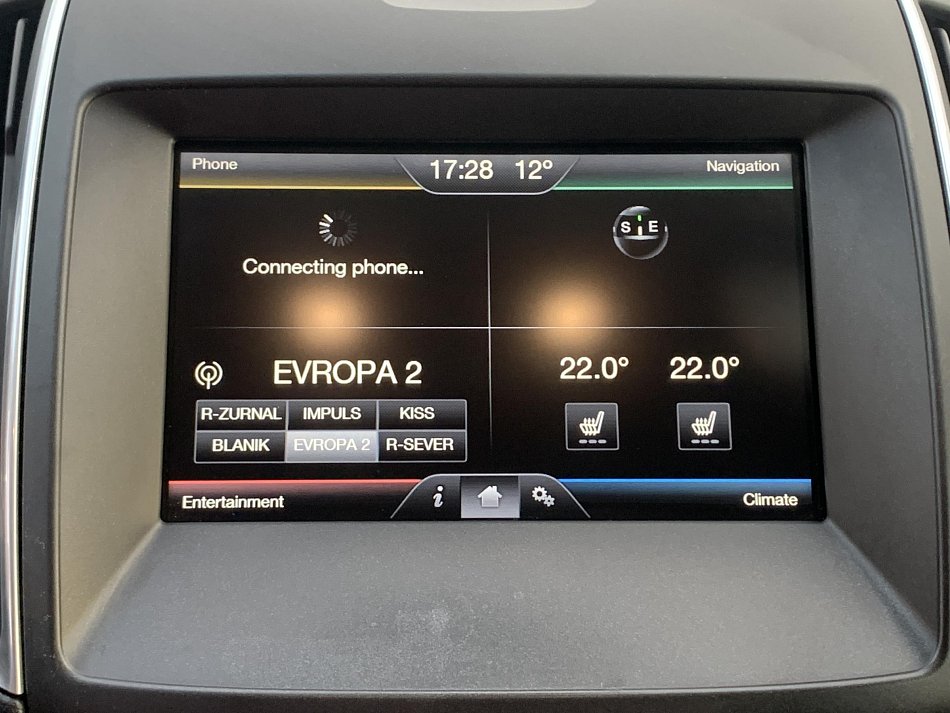 Phone
17:28 12°
Navigation
Connecting phone...
S E
EVROPA 2
22.0° 22.0°
R-ZURNAL IMPULS KISS
BLANIK EVROPA 2 R-SEVER
Entertainment
i
Climate